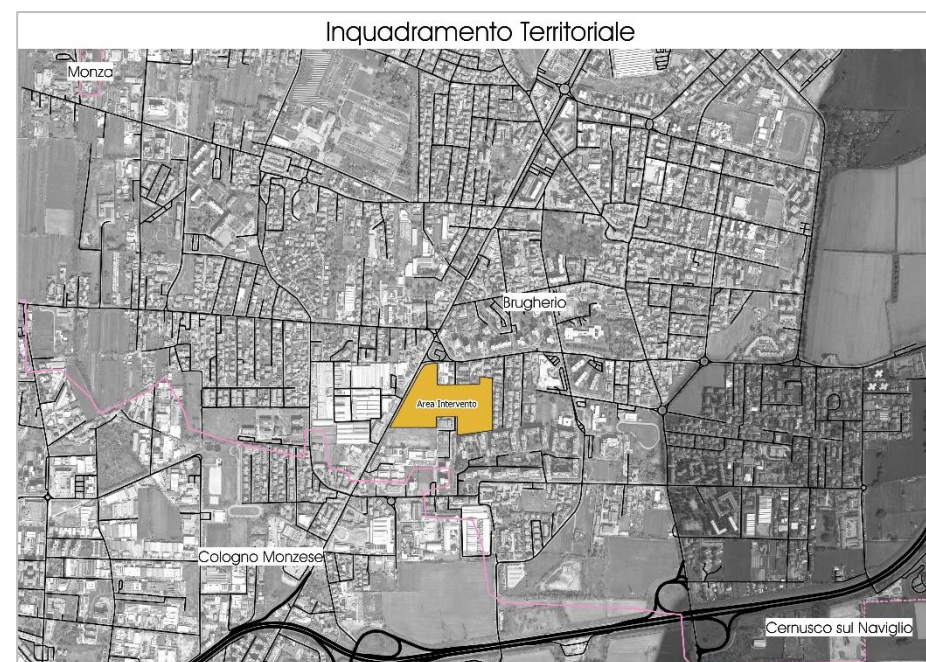 Inquadramento Territoriale
Monza
Brugherio
Area Intervento
Cologno Monzese
Cernusco sul Naviglio